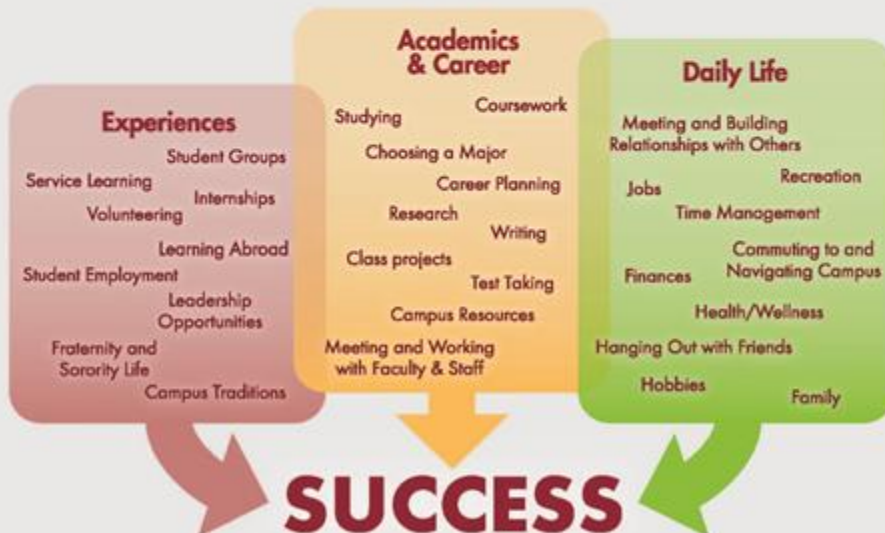 Experiences
Student Groups
Service Learning
Internships
Volunteering
Learning Abroad
Student Employment
Leadership
Opportunities
Fraternity and
Sorority Life
Campus Traditions
Academics
& Career
Coursework
Studying
Choosing a Major
Career Planning
Research
Writing
Class projects
Test Taking
Campus Resources
Meeting and Working
with Faculty & Staff
Daily Life
Meeting and Building
Relationships with Others
Recreation
Jobs
Time Management
Commuting to and
Navigating Campus
Finances
Health/Wellness
Hanging Out with Friends
Hobbies
Family
SUCCESS